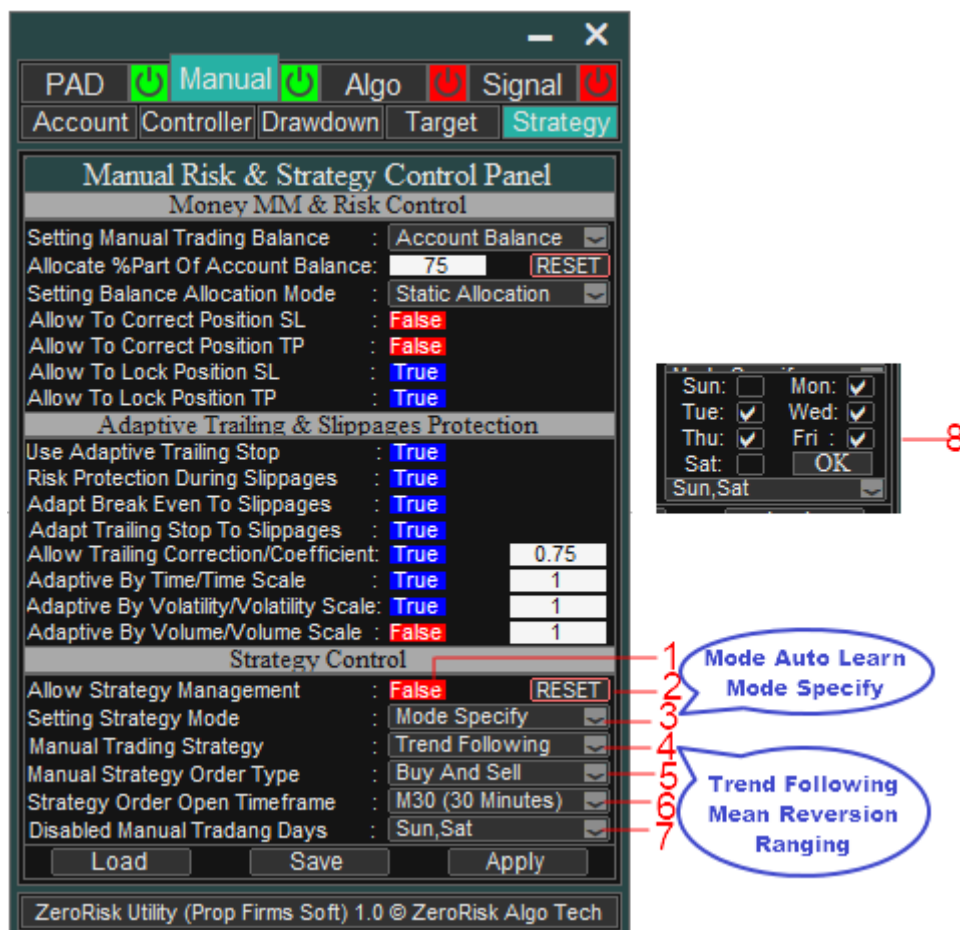 PAD Manual Algo Signal
Account Controller Drawdown Target Strategy
Manual Risk & Strategy Control Panel
Money MM & Risk Control
Setting Manual Trading Balance : Account Balance
Allocate %Part Of Account Balance: 75 RESET
Setting Balance Allocation Mode : Static Allocation
Allow To Correct Position SL : False
Allow To Correct Position TP : False
Allow To Lock Position SL : True
Allow To Lock Position TP : True
Adaptive Trailing & Slippages Protection
Use Adaptive Trailing Stop : True
Risk Protection During Slippages : True
Adapt Break Even To Slippages : True
Adapt Trailing Stop To Slippages : True
Allow Trailing Correction/Coefficient: True 0.75
Adaptive By Time/Time Scale : True 1
Adaptive By Volatility/Volatility Scale: True 1
Adaptive By Volume/Volume Scale : False 1
Strategy Control
Allow Strategy Management : False RESET
Setting Strategy Mode : Mode Specify
Manual Trading Strategy : Trend Following
Manual Strategy Order Type : Buy And Sell
Strategy Order Open Timeframe : M30 (30 Minutes)
Disabled Manual Tradang Days : Sun,Sat
Load Save Apply
ZeroRisk Utility (Prop Firms Soft) 1.0 © ZeroRisk Algo Tech
Sun: Mon:
Tue: Wed:
Thu: Fri :
Sat: OK
Sun,Sat
8
1
2
3
4
5
6
7
Mode Auto Learn
Mode Specify
Trend Following
Mean Reversion
Ranging